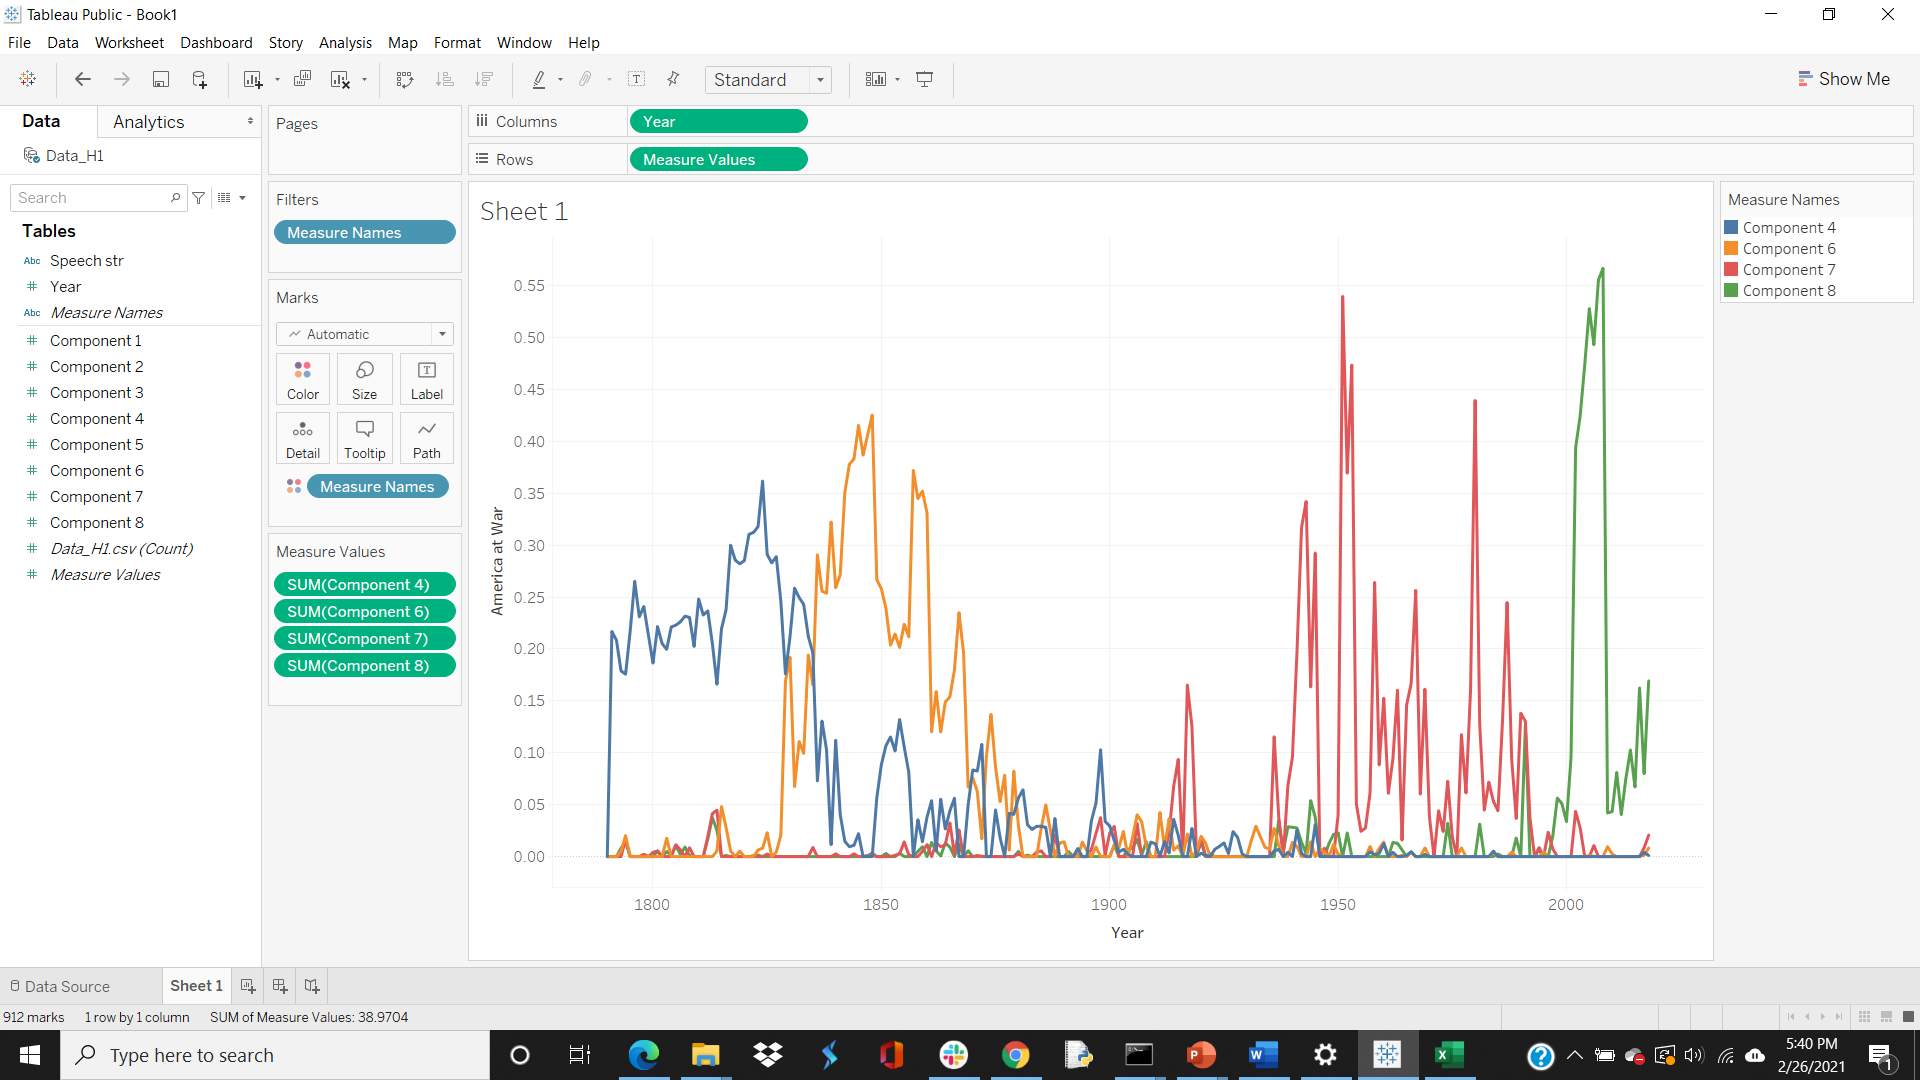 Tableau Public - Book1
File Data Worksheet Dashboard Story Analysis Map Format Window Help
Standard
Show Me
Data Analytics
Data_H1
Search
Tables
Abc Speech str
# Year
Abc Measure Names
# Component 1
# Component 2
# Component 3
# Component 4
# Component 5
# Component 6
# Component 7
# Component 8
# Data_H1.csv (Count)
# Measure Values
Pages
Filters
Measure Names
Marks
Automatic
Color Size Label
Detail Tooltip Path
Measure Names
Measure Values
SUM(Component 4)
SUM(Component 6)
SUM(Component 7)
SUM(Component 8)
Columns Year
Rows Measure Values
Sheet 1
America at War
0.55
0.50
0.45
0.40
0.35
0.30
0.25
0.20
0.15
0.10
0.05
0.00
1800 1850 1900 1950 2000
Year
Measure Names
Component 4
Component 6
Component 7
Component 8
Data Source Sheet 1
912 marks 1 row by 1 column SUM of Measure Values: 38.9704
Type here to search
5:40 PM
2/26/2021
1